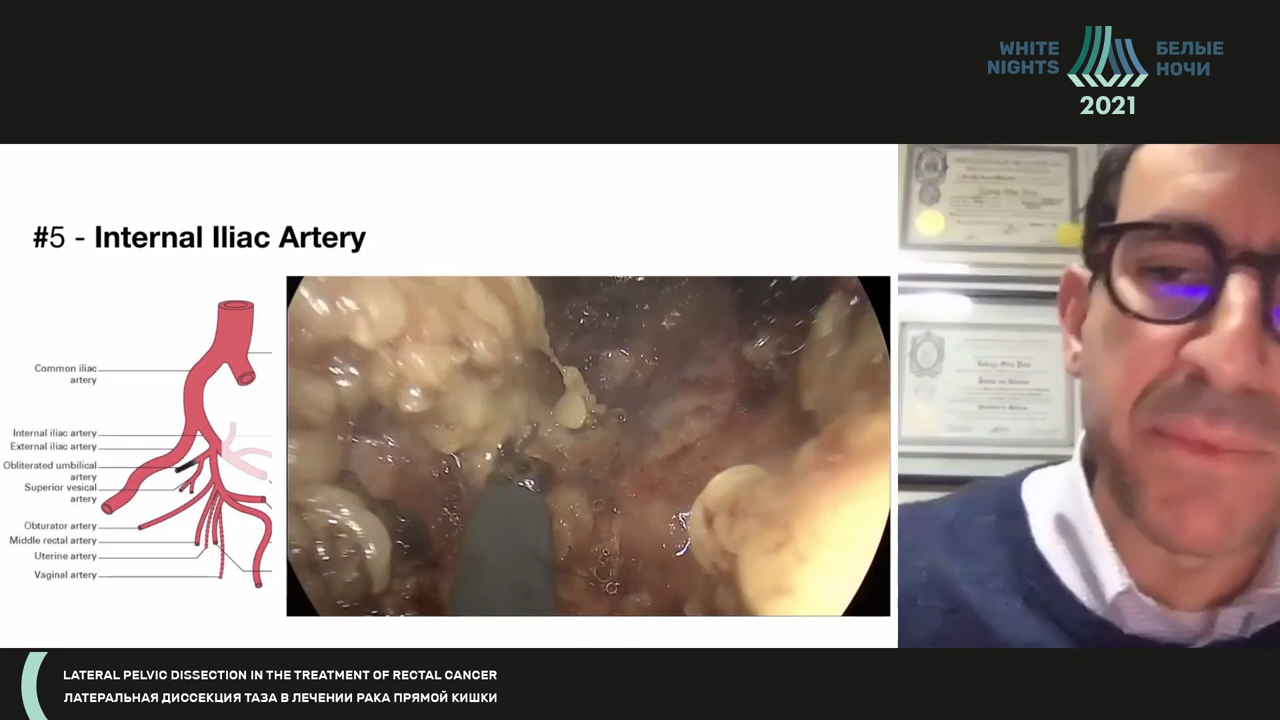 WHITE
NIGHTS
БЕЛЫЕ
НОЧИ
2021
#5 - Internal Iliac Artery
Common iliac
artery
Internal iliac artery
External iliac artery
Obliterated umbilical
artery
Superior vesical
artery
Obturator artery
Middle rectal artery
Uterine artery
Vaginal artery
LATERAL PELVIC DISSECTION IN THE TREATMENT OF RECTAL CANCER
ЛАТЕРАЛЬНАЯ ДИССЕКЦИЯ ТАЗА В ЛЕЧЕНИИ РАКА ПРЯМОЙ КИШКИ